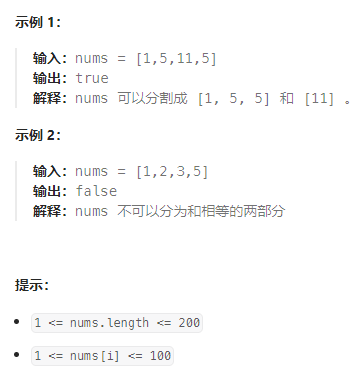 示例 1：
输入：nums = [1,5,11,5]
输出：true
解释：nums 可以分割成 [1, 5, 5] 和 [11] 。
示例 2：
输入：nums = [1,2,3,5]
输出：false
解释：nums 不可以分为和相等的两部分
提示：
• 1 <= nums.length <= 200
• 1 <= nums[i] <= 100